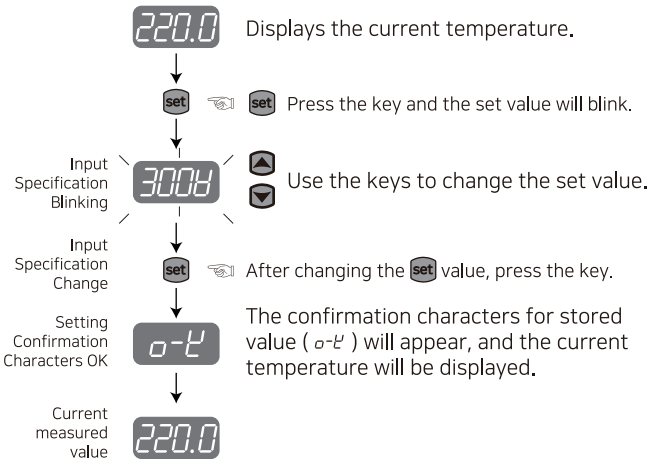 220.0
Displays the current temperature.
set
set Press the key and the set value will blink.
Input
Specification
Blinking
Use the keys to change the set value.
Input
Specification
Change
set
After changing the set value, press the key.
Setting
Confirmation
Characters OK
The confirmation characters for stored
value ( ) will appear, and the current
temperature will be displayed.
Current
measured
value
220.0